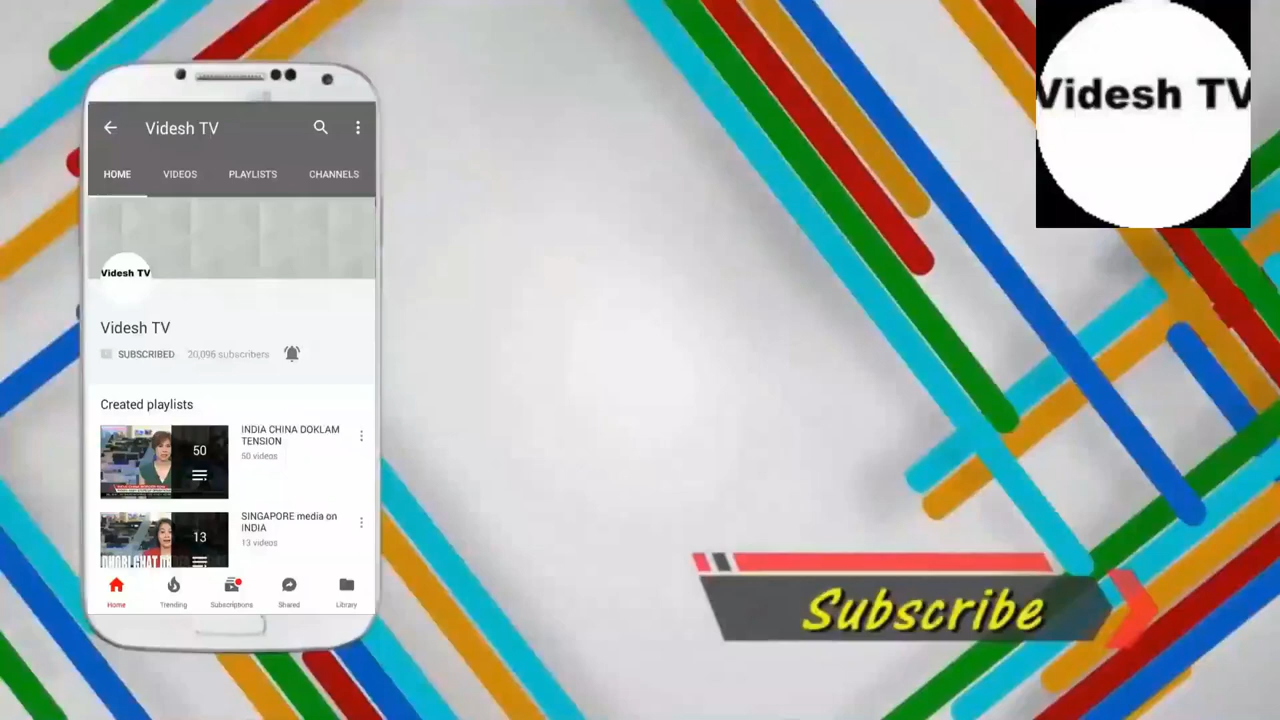 Videsh TV
HOME VIDEOS PLAYLISTS CHANNELS
Videsh TV
Videsh TV
SUBSCRIBED 20,096 subscribers
Created playlists
50
INDIA CHINA DOKLAM
TENSION
50 videos
13
SINGAPORE media on
INDIA
13 videos
Home Trending Subscriptions Shared Library
Videsh TV
Subscribe